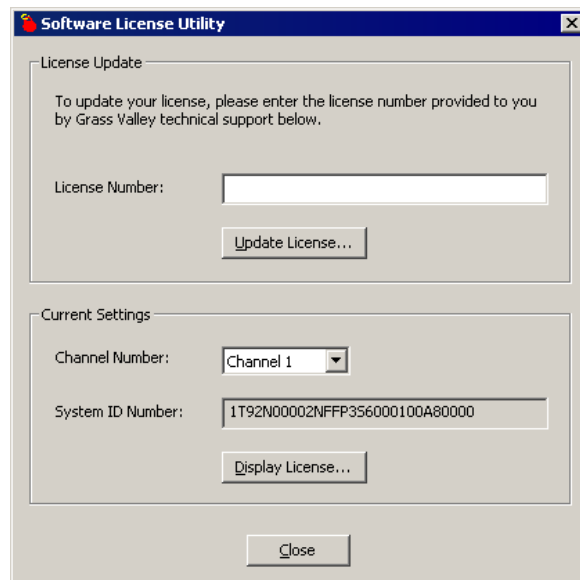 Software License Utility
License Update
To update your license, please enter the license number provided to you
by Grass Valley technical support below.
License Number:
Update License...
Current Settings
Channel Number:
Channel 1
System ID Number:
1T92N00002NFFP356000100A80000
Display License...
Close